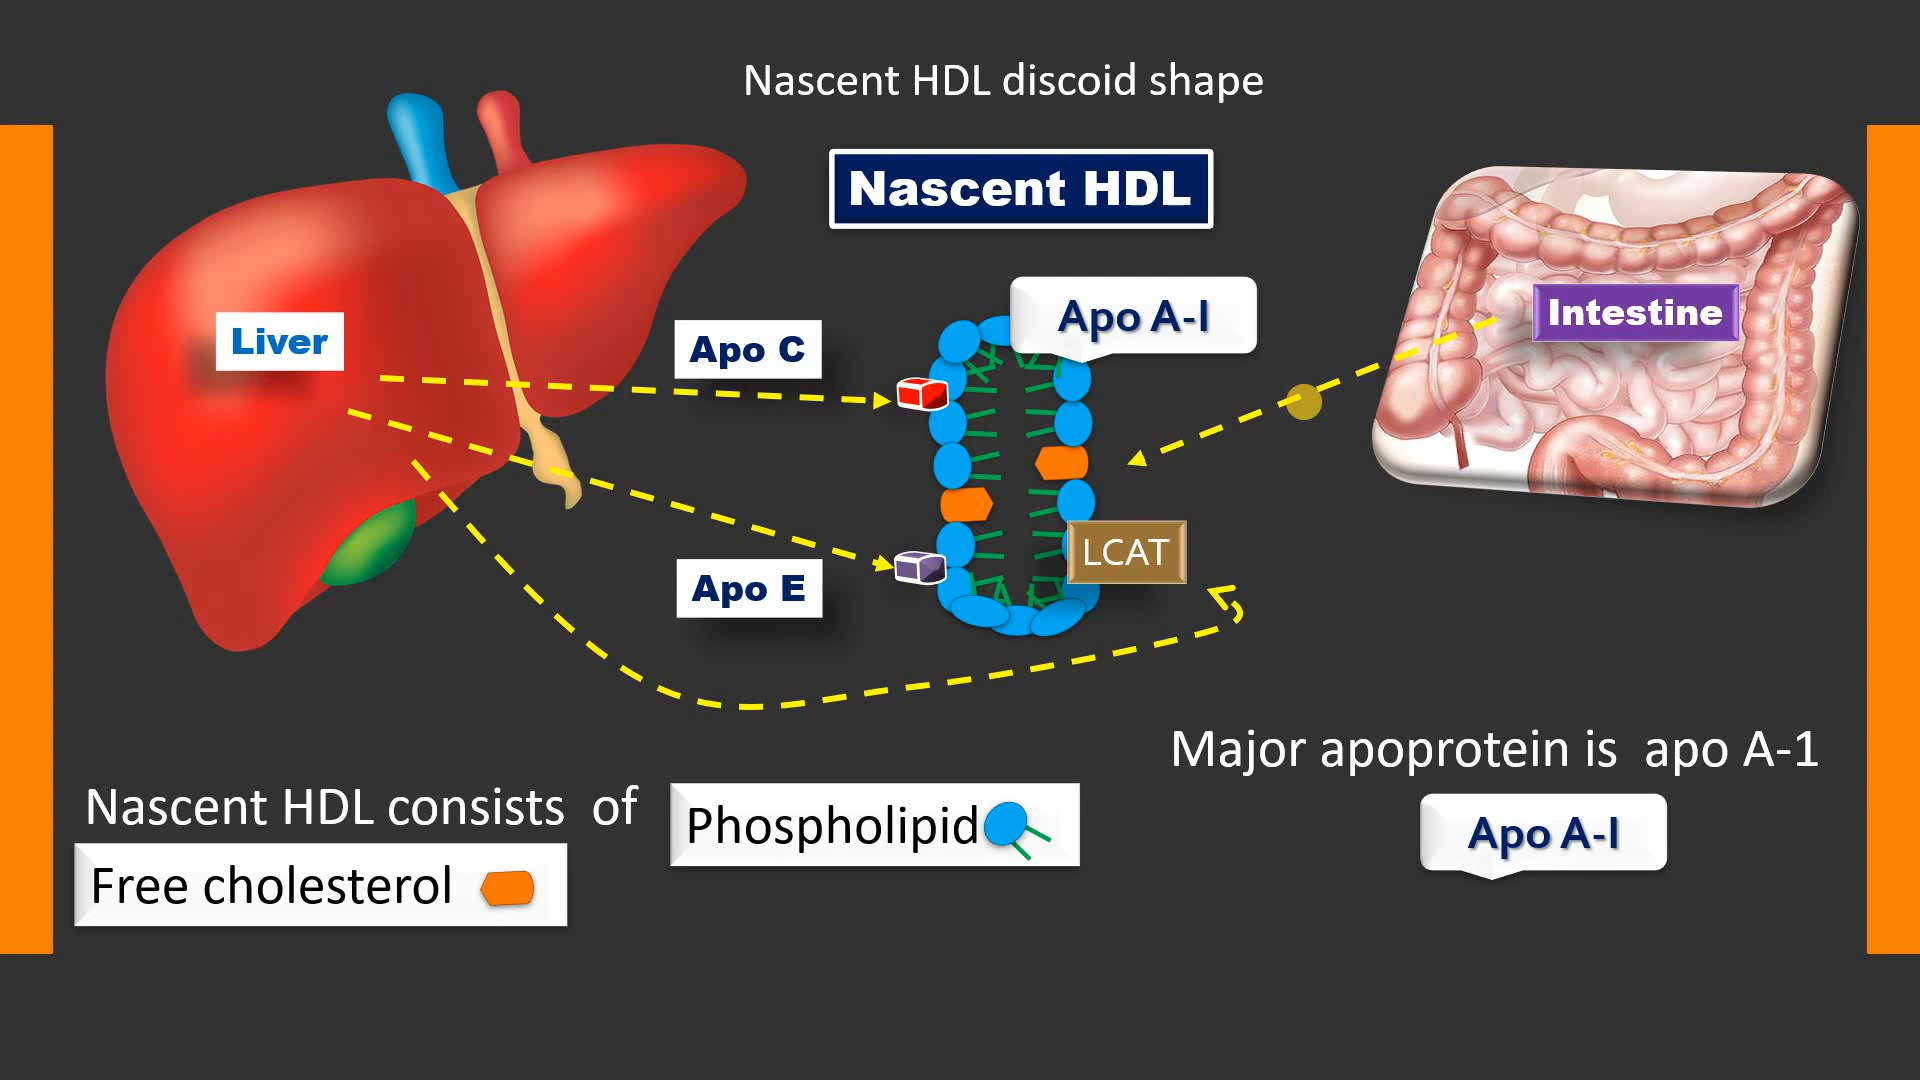 Nascent HDL discoid shape
Nascent HDL
Apo A-I
Intestine
Liver
Apo C
LCAT
Apo E
Major apoprotein is apo A-1
Nascent HDL consists of
Phospholipid
Apo A-I
Free cholesterol